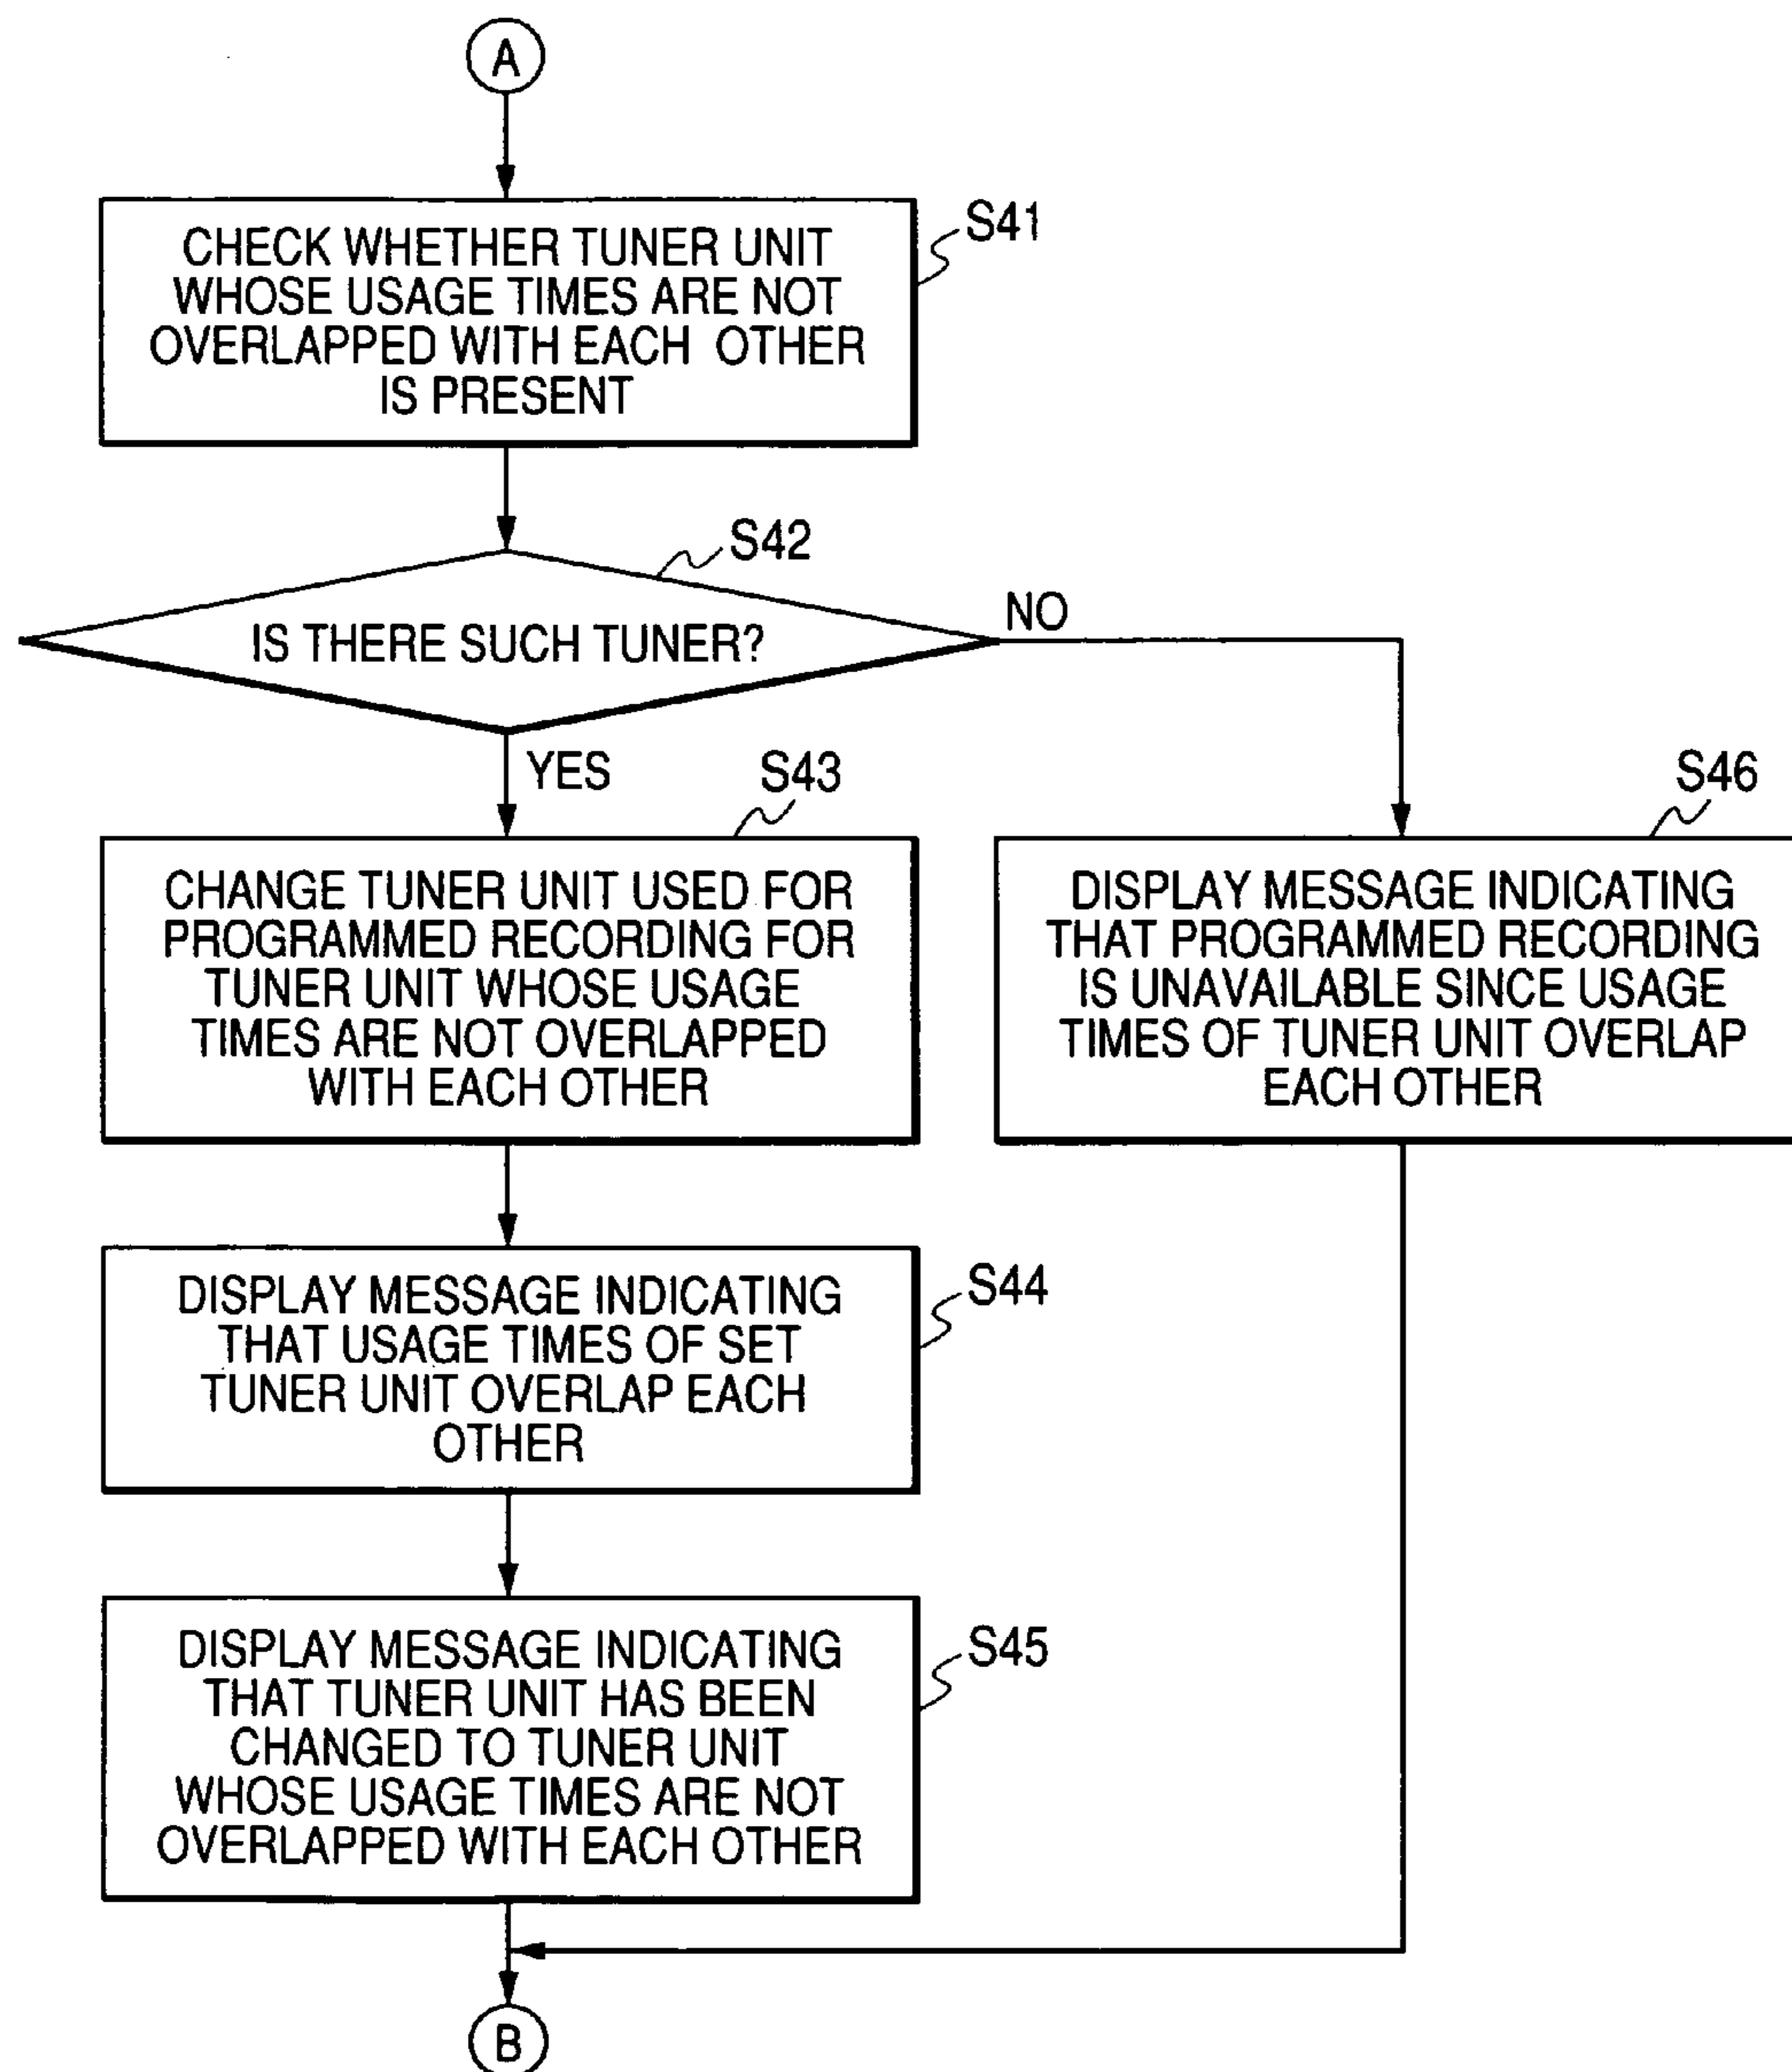 A
CHECK WHETHER TUNER UNIT
WHOSE USAGE TIMES ARE NOT
OVERLAPPED WITH EACH OTHER
IS PRESENT
S41
S42
IS THERE SUCH TUNER?
NO
YES
S43
CHANGE TUNER UNIT USED FOR
PROGRAMMED RECORDING FOR
TUNER UNIT WHOSE USAGE
TIMES ARE NOT OVERLAPPED
WITH EACH OTHER
S46
DISPLAY MESSAGE INDICATING
THAT PROGRAMMED RECORDING
IS UNAVAILABLE SINCE USAGE
TIMES OF TUNER UNIT OVERLAP
EACH OTHER
DISPLAY MESSAGE INDICATING
THAT USAGE TIMES OF SET
TUNER UNIT OVERLAP EACH
OTHER
S44
DISPLAY MESSAGE INDICATING
THAT TUNER UNIT HAS BEEN
CHANGED TO TUNER UNIT
WHOSE USAGE TIMES ARE NOT
OVERLAPPED WITH EACH OTHER
S45
B